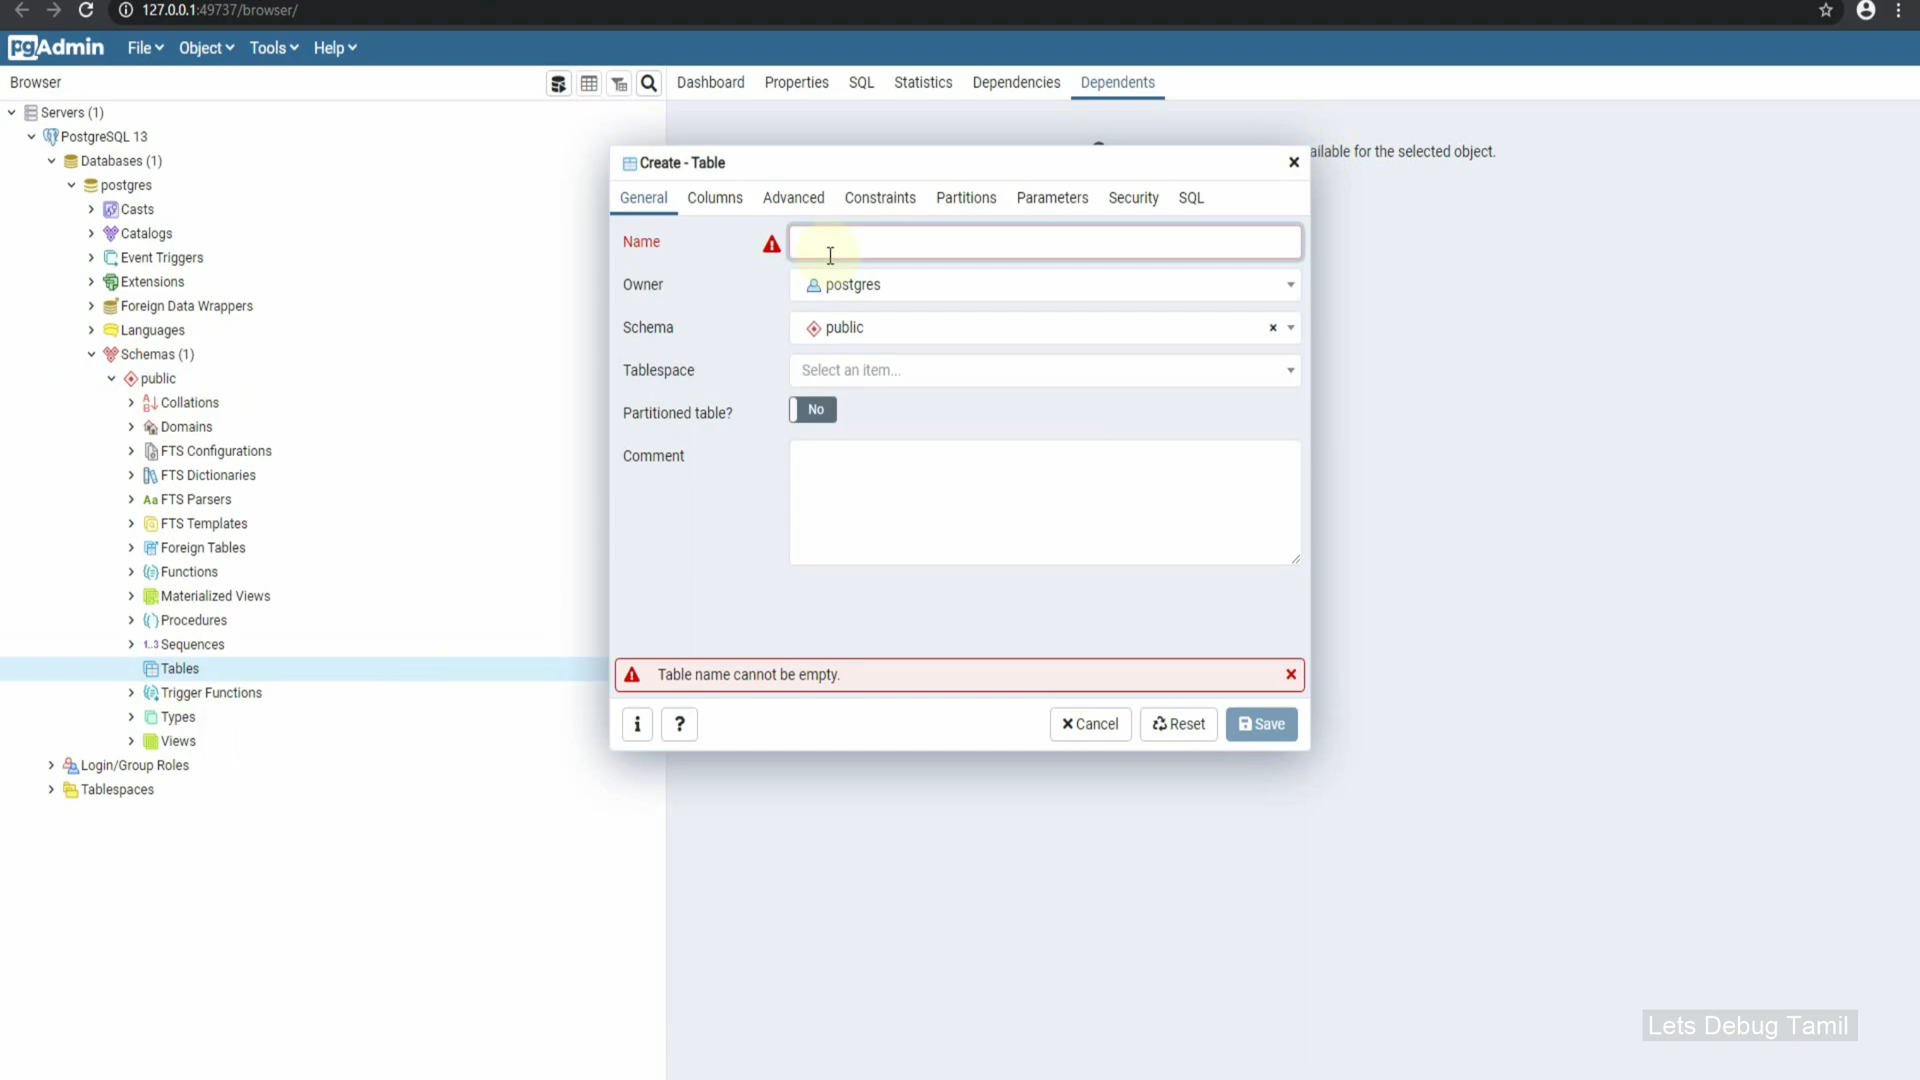 127.0.0.1:49737/browser/
pgAdmin File Object Tools Help
Browser
Dashboard Properties SQL Statistics Dependencies Dependents
Servers (1)
PostgreSQL 13
Databases (1)
postgres
Casts
Catalogs
Event Triggers
Extensions
Foreign Data Wrappers
Languages
Schemas (1)
public
Collations
Domains
FTS Configurations
FTS Dictionaries
Aa FTS Parsers
FTS Templates
Foreign Tables
Functions
Materialized Views
Procedures
1..3 Sequences
Tables
Trigger Functions
Types
Views
Login/Group Roles
Tablespaces
ailable for the selected object.
Create - Table
General Columns Advanced Constraints Partitions Parameters Security SQL
Name
Owner postgres
Schema public
Tablespace Select an item...
Partitioned table? No
Comment
Table name cannot be empty.
i ? Cancel Reset Save
Lets Debug Tamil